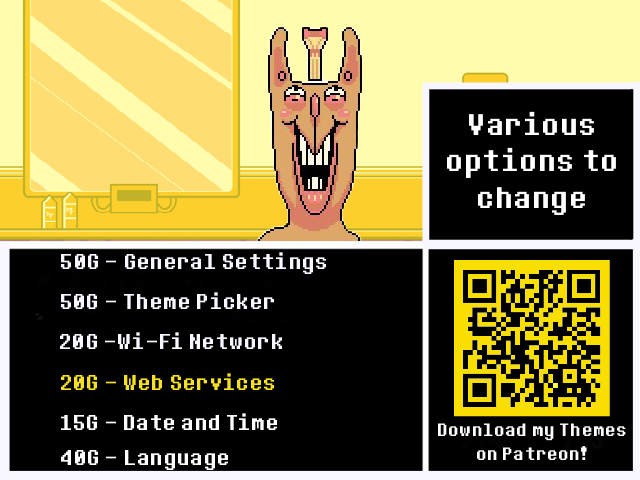 Various
options to
change
50G - General Settings
50G - Theme Picker
20G -Wi-Fi Network
20G - Web Services
15G - Date and Time
40G - Language
Download my Themes
on Patreon!